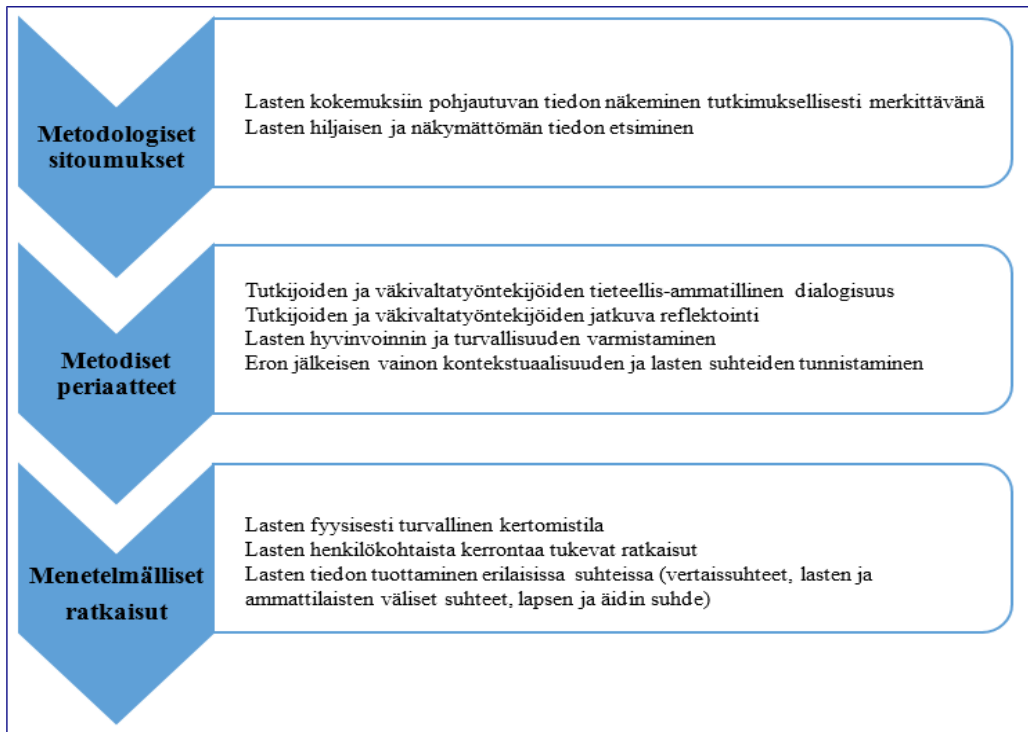 Metodologiset
sitoumukset
Lasten kokemuksiin pohjautuvan tiedon näkeminen tutkimuksellisesti merkittävänä
Lasten hiljaisen ja näkymättömän tiedon etsiminen
Metodiset
periaatteet
Tutkijoiden ja väkivaltatyöntekijöiden tieteellis-ammatillinen dialogisuus
Tutkijoiden ja väkivaltatyöntekijöiden jatkuva reflektointi
Lasten hyvinvoinnin ja turvallisuuden varmistaminen
Eron jälkeisen vainon kontekstuaalisuuden ja lasten suhteiden tunnistaminen
Menetelmälliset
ratkaisut
Lasten fyysisesti turvallinen kertomistila
Lasten henkilökohtaista kerrontaa tukevat ratkaisut
Lasten tiedon tuottaminen erilaisissa suhteissa (vertaissuhteet, lasten ja
ammattilaisten väliset suhteet, lapsen ja äidin suhde)